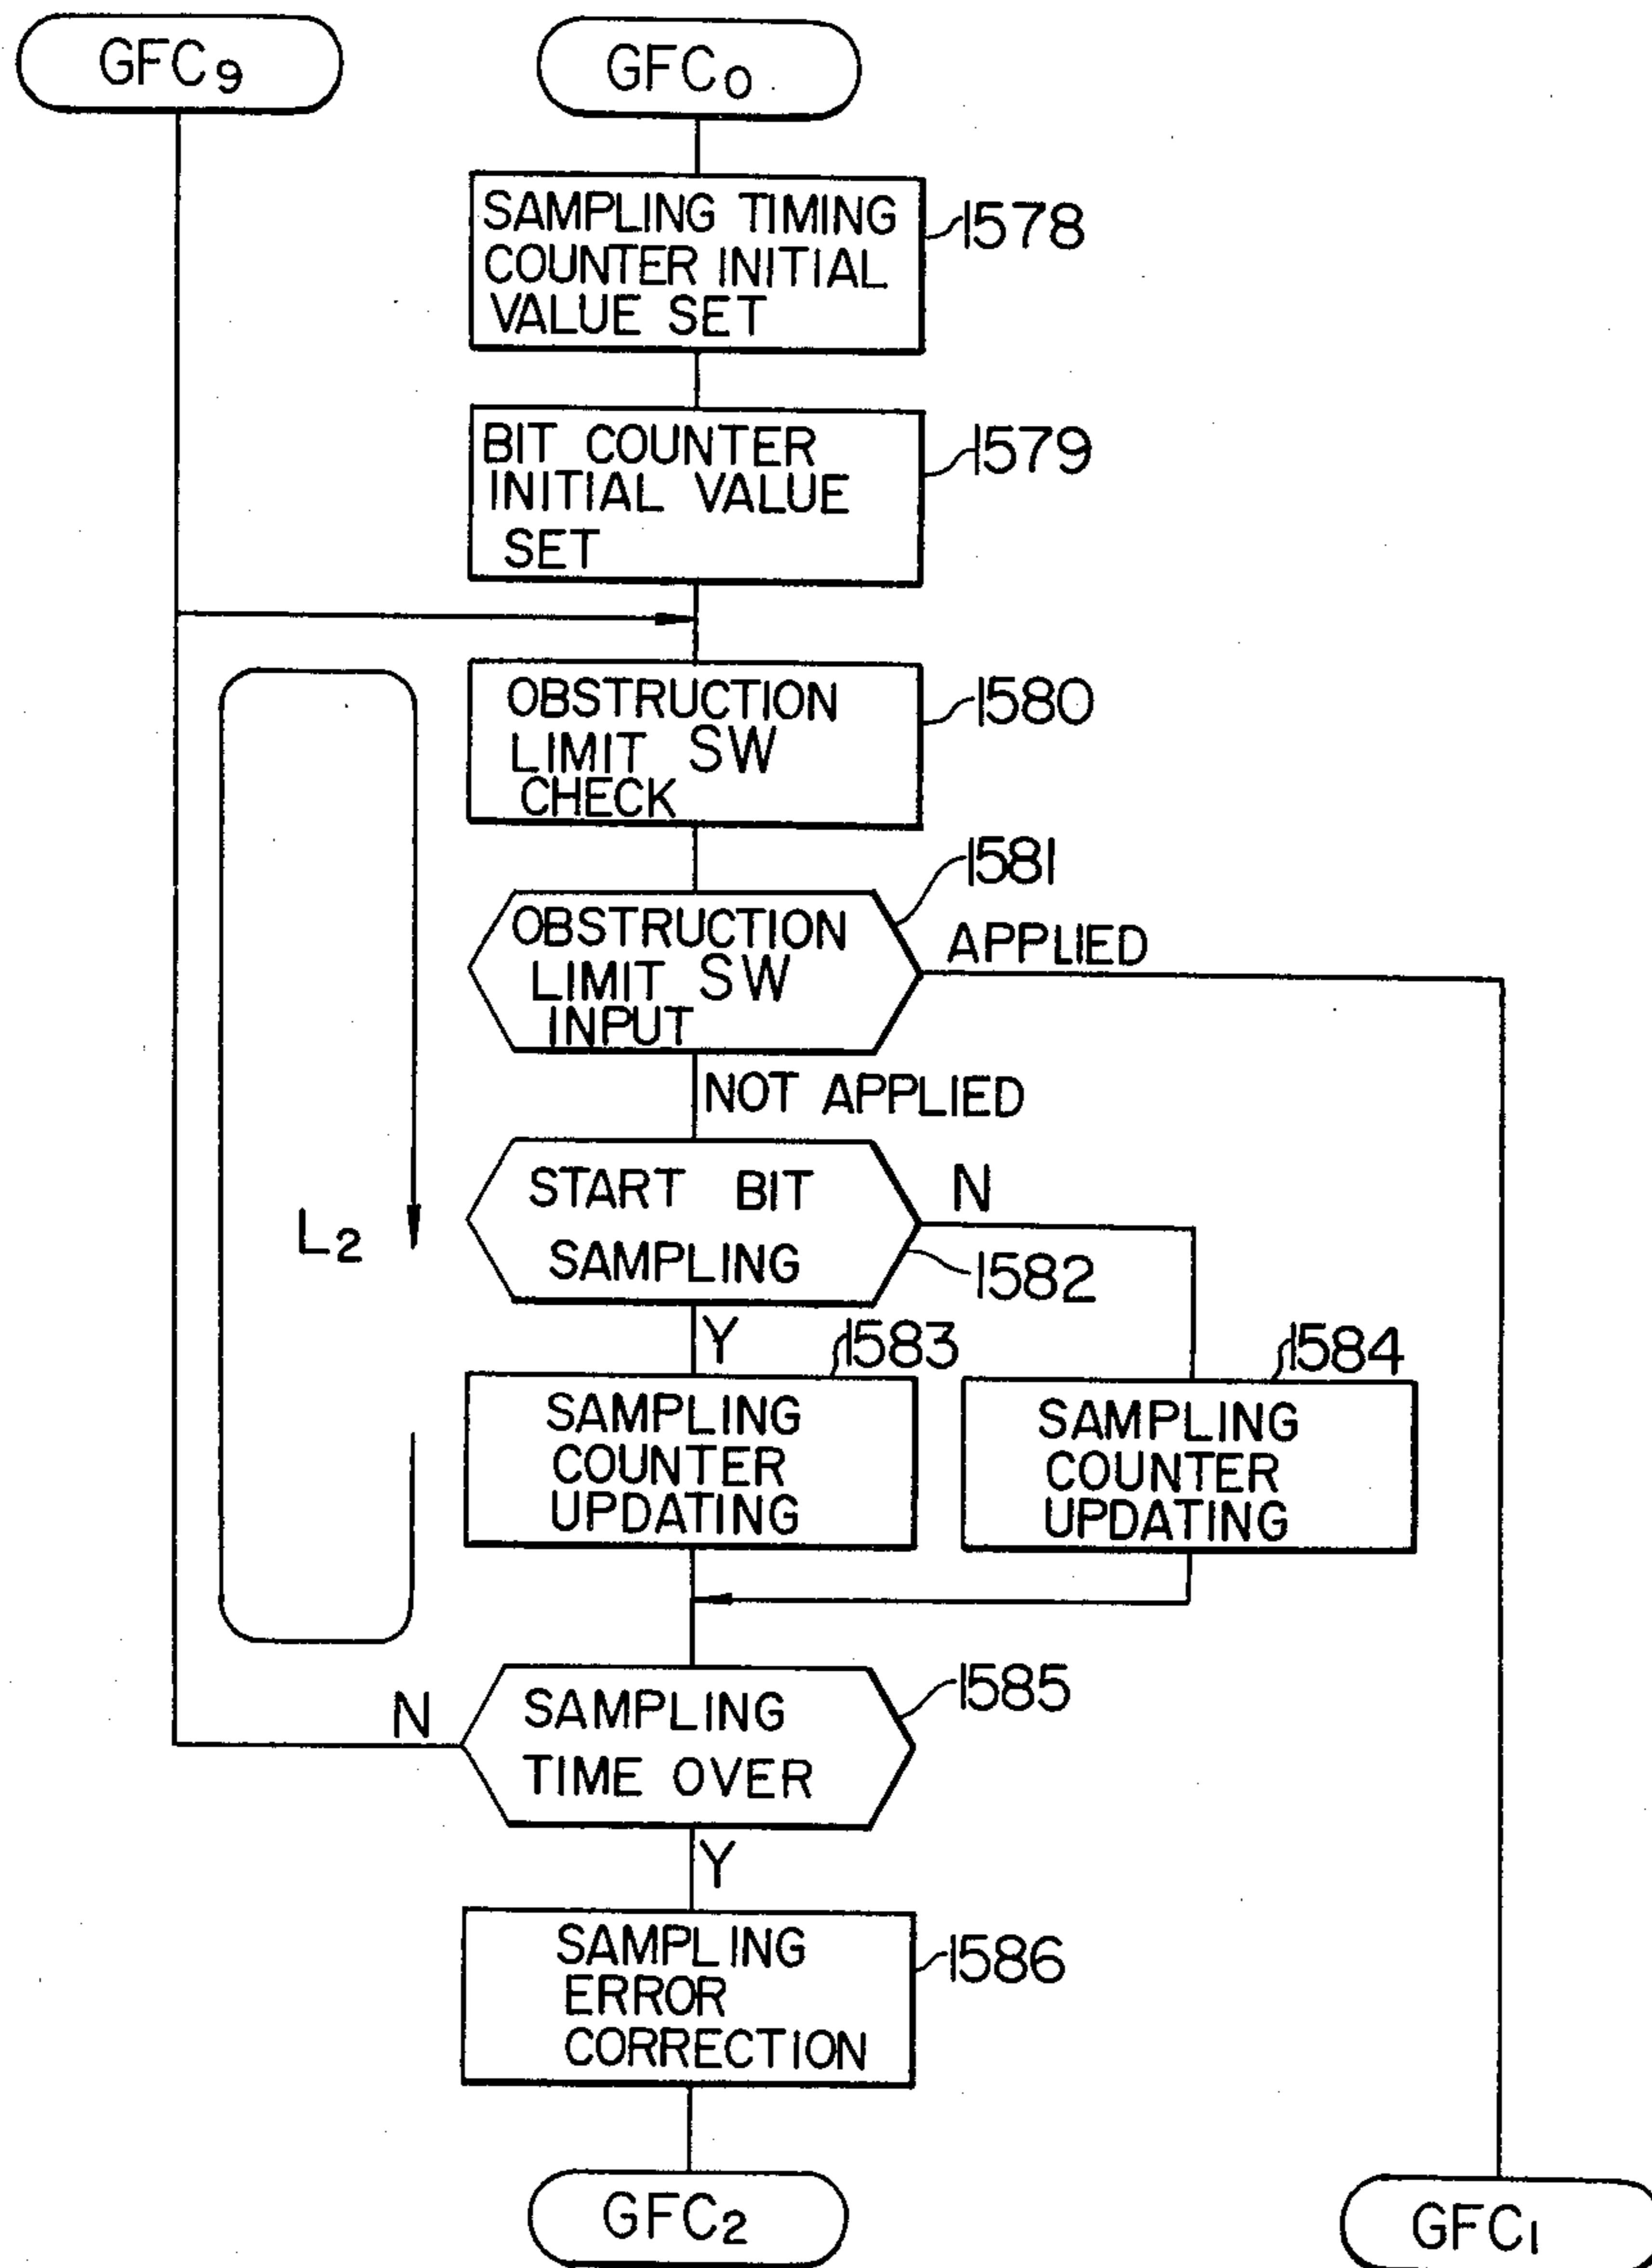 GFC9
GFC0
SAMPLING TIMING
COUNTER INITIAL
VALUE SET
1578
BIT COUNTER
INITIAL VALUE
SET
1579
OBSTRUCTION
LIMIT SW
CHECK
1580
OBSTRUCTION
LIMIT SW
INPUT
1581
APPLIED
NOT APPLIED
START BIT
SAMPLING
N
1582
L2
Y
1583
SAMPLING
COUNTER
UPDATING
1584
SAMPLING
COUNTER
UPDATING
SAMPLING
TIME OVER
1585
N
Y
SAMPLING
ERROR
CORRECTION
1586
GFC2
GFC1